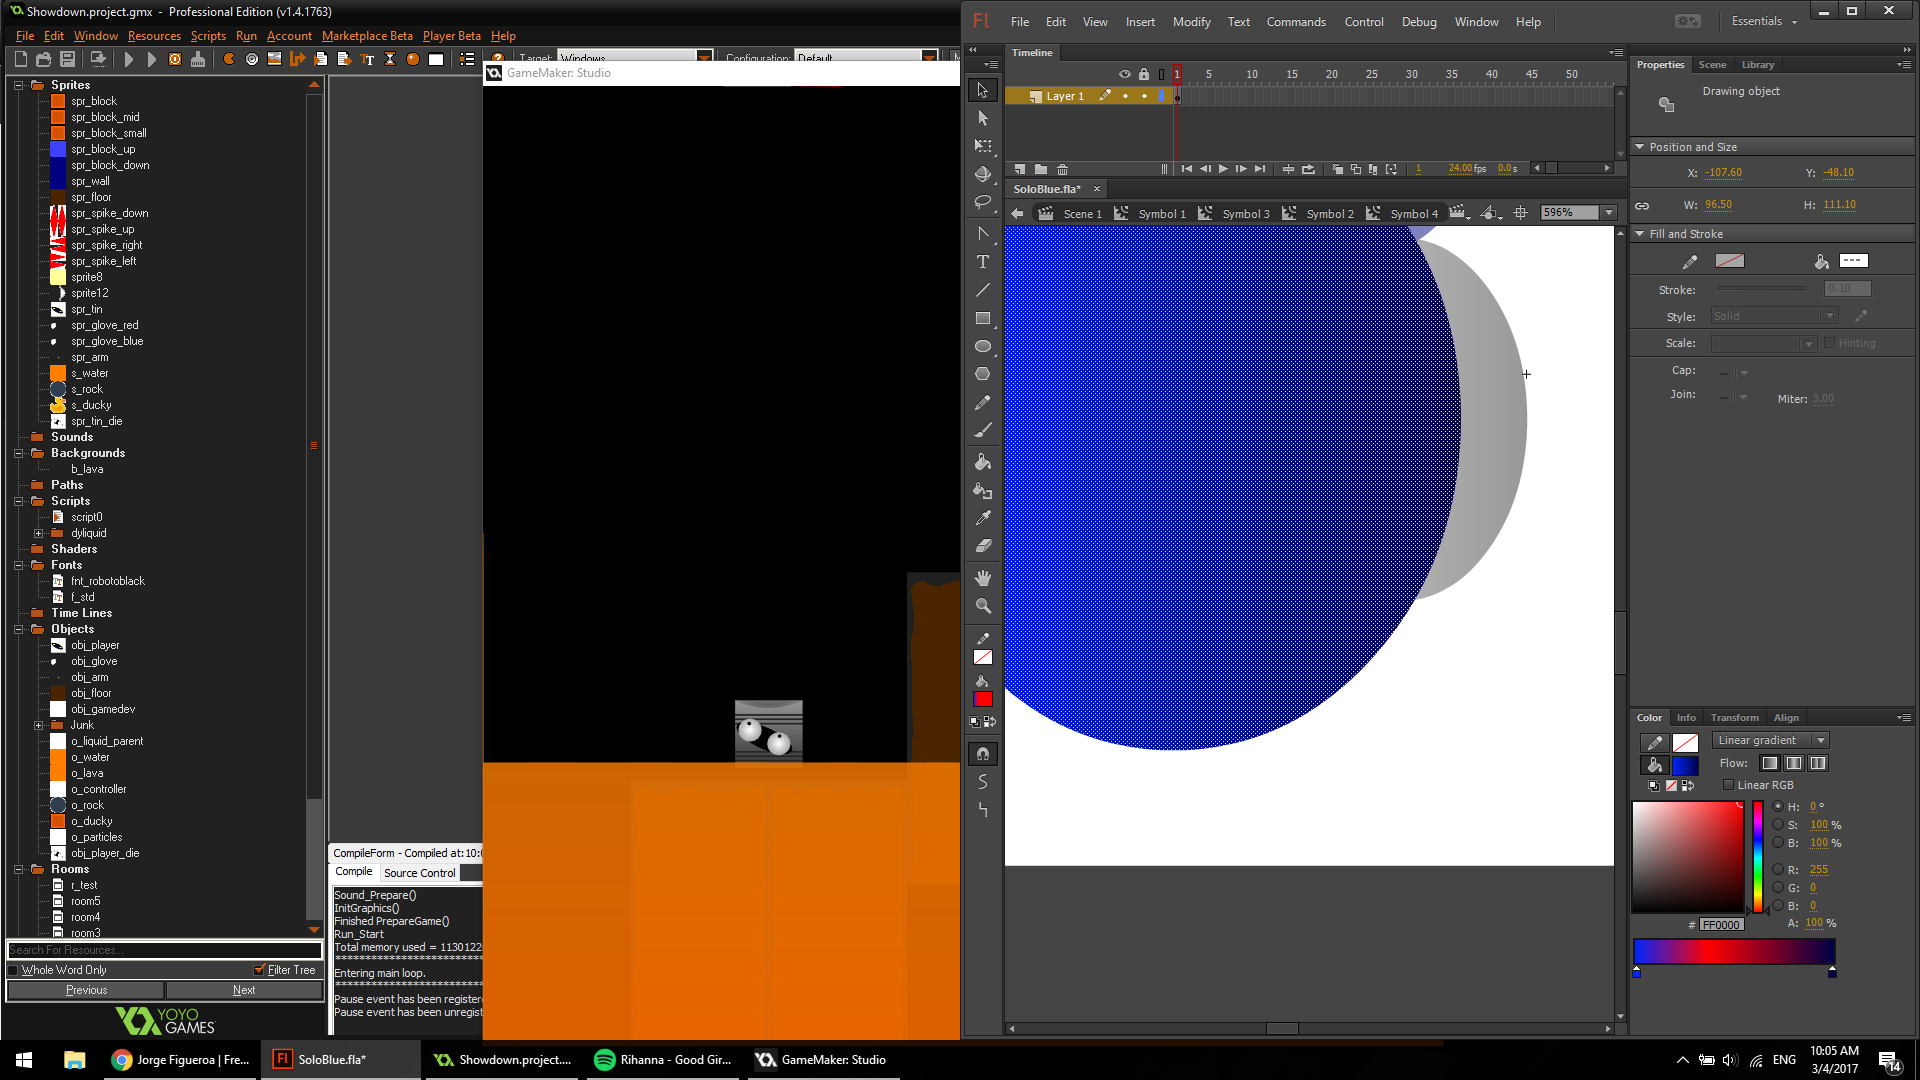 Showdown.project.gmx - Professional Edition (v1.4.1763)
File Edit Window Resources Scripts Run Account Marketplace Beta Player Beta Help
Target: Windows Configuration: Default
Sprites
spr_block
spr_block_mid
spr_block_small
spr_block_up
spr_block_down
spr_wall
spr_floor
spr_spike_down
spr_spike_up
spr_spike_right
spr_spike_left
sprite8
sprite12
spr_tin
spr_glove_red
spr_glove_blue
spr_arm
s_water
s_rock
s_ducky
spr_tin_die
Sounds
Backgrounds
b_lava
Paths
Scripts
script0
dyliquid
Shaders
Fonts
fnt_robotoblack
f_std
Time Lines
Objects
obj_player
obj_glove
obj_arm
obj_floor
obj_gamedev
Junk
o_liquid_parent
o_water
o_lava
o_controller
o_rock
o_ducky
o_particles
obj_player_die
Rooms
r_test
room5
room4
room3
Search For Resources...
Whole Word Only Filter Tree
Previous Next
YOYO
GAMES
GameMaker: Studio
CompileForm - Compiled at:10:0
Compile Source Control
Sound_Prepare()
InitGraphics()
Finished PrepareGame()
Run_Start
Total memory used = 1130122
***********************
Entering main loop.
***********************
Pause event has been register
Pause event has been unregist
Fl File Edit View Insert Modify Text Commands Control Debug Window Help Essentials
Timeline
1 5 10 15 20 25 30 35 40 45 50
Layer 1
1 24.00 fps 0.0 s
SoloBlue.fla*
Scene 1 Symbol 1 Symbol 3 Symbol 2 Symbol 4 596%
T
Properties Scene Library
Drawing object
Position and Size
X: -107.60 Y: -48.10
W: 96.50 H: 111.10
Fill and Stroke
Stroke: 0.10
Style: Solid
Scale: Hinting
Cap:
Join: Miter: 3.00
Color Info Transform Align
Linear gradient
Flow:
Linear RGB
H: 0 °
S: 100 %
B: 100 %
R: 255
G: 0
B: 0
# FF0000 A: 100 %
Jorge Figueroa | Fre...
Fl SoloBlue.fla*
Showdown.project....
Rihanna - Good Gir...
GameMaker: Studio
ENG
10:05 AM
3/4/2017
14